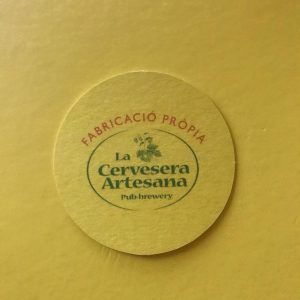 FABRICACIÓ PRÒPIA
La
Cervesera
Artesana
Pub-brewery